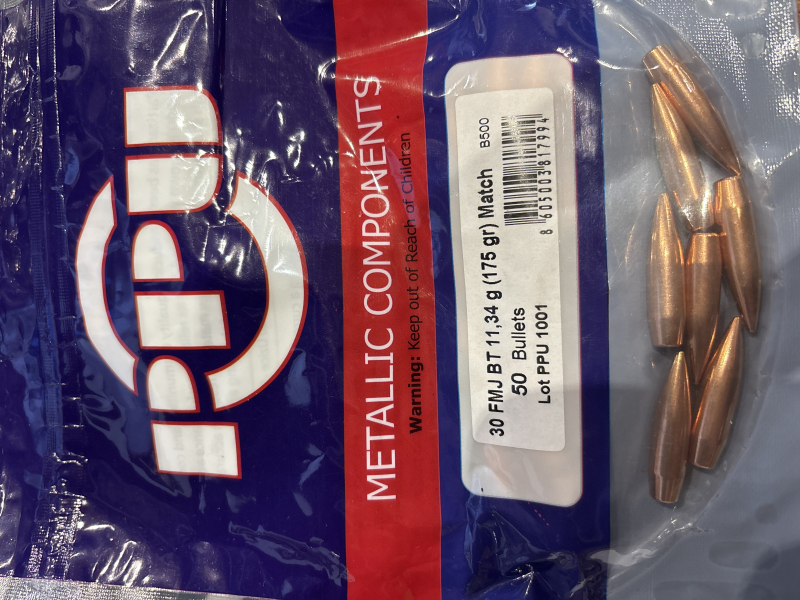 PPU
METALLIC COMPONENTS
Warning: Keep out of Reach of Children
30 FMJ BT 11,34 g (175 gr) Match B500
50 Bullets
Lot PPU 1001
8 605003 817994